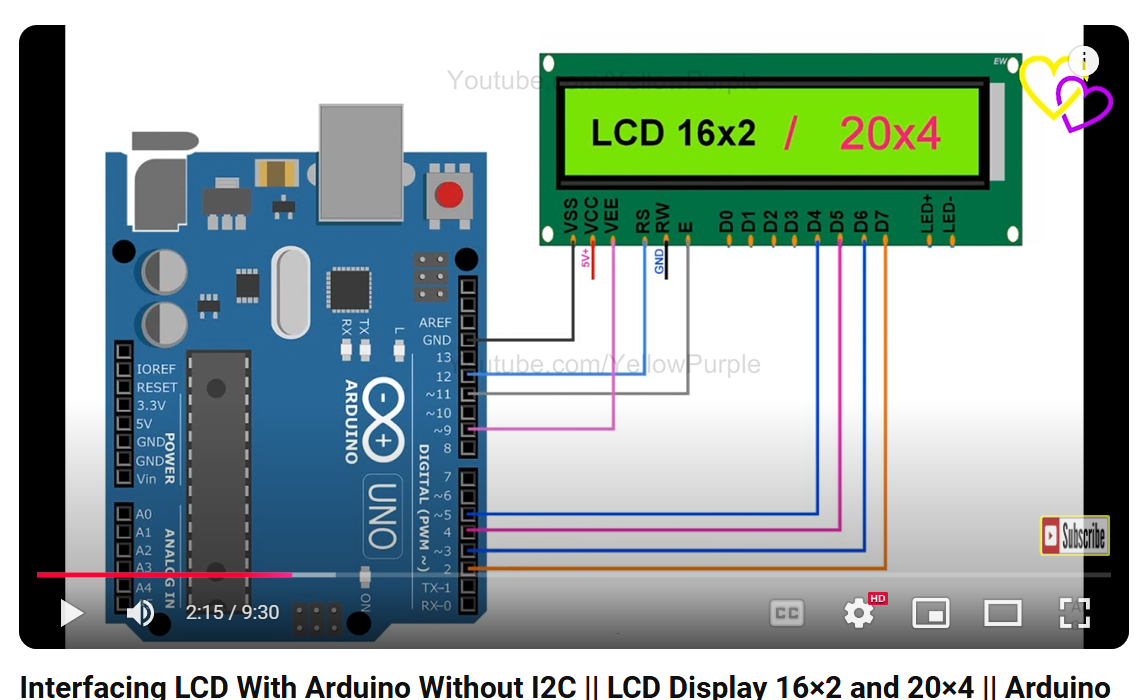 Youtube.com/YellowPurple
EW
i
LCD 16x2 / 20x4
VSS VCC VEE RS RW E D0 D1 D2 D3 D4 D5 D6 D7 LED+ LED-
5V+
GND
AREF
GND
13
12
~11
~10
~9
8
7
~6
~5
4
~3
2
TX-1
RX-0
DIGITAL (PWM ~)
RX
TX
L
ARDUINO
UNO
ON
IOREF
RESET
3.3V
5V
GND
GND
Vin
POWER
A0
A1
A2
A3
A4
ANALOG IN
Youtube.com/YellowPurple
Subscribe
2:15 / 9:30
CC
HD
Interfacing LCD With Arduino Without I2C || LCD Display 16×2 and 20×4 || Arduino